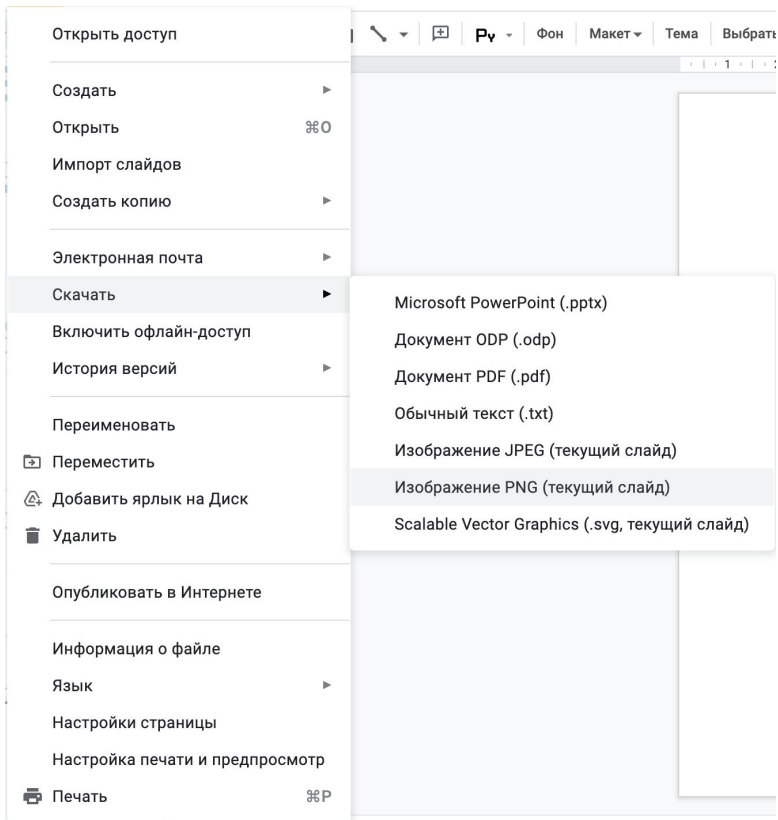 Ру Фон Макет Тема Выбрать
1
Открыть доступ
Создать
Открыть ⌘O
Импорт слайдов
Создать копию
Электронная почта
Скачать
Включить офлайн-доступ
История версий
Переименовать
Переместить
Добавить ярлык на Диск
Удалить
Опубликовать в Интернете
Информация о файле
Язык
Настройки страницы
Настройка печати и предпросмотр
Печать ⌘P
Microsoft PowerPoint (.pptx)
Документ ODP (.odp)
Документ PDF (.pdf)
Обычный текст (.txt)
Изображение JPEG (текущий слайд)
Изображение PNG (текущий слайд)
Scalable Vector Graphics (.svg, текущий слайд)